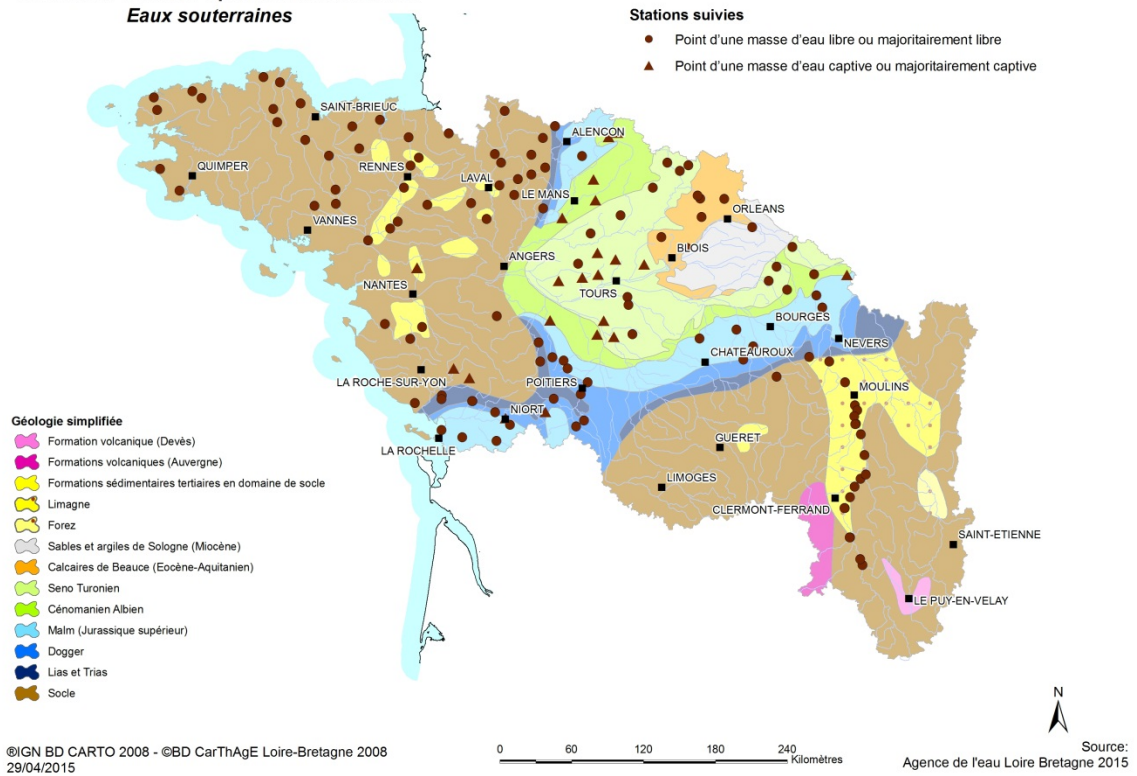 Eaux souterraines
Stations suivies
Point d'une masse d'eau libre ou majoritairement libre
Point d'une masse d'eau captive ou majoritairement captive
SAINT-BRIEUC
ALENÇON
QUIMPER
RENNES
LAVAL
LE MANS
ORLEANS
VANNES
BLOIS
ANGERS
NANTES
TOURS
BOURGES
NEVERS
CHATEAUROUX
LA ROCHE-SUR-YON
POITIERS
MOULINS
NIORT
GUERET
LA ROCHELLE
LIMOGES
CLERMONT-FERRAND
SAINT-ETIENNE
LE PUY-EN-VELAY
Géologie simplifiée
Formation volcanique (Devès)
Formations volcaniques (Auvergne)
Formations sédimentaires tertiaires en domaine de socle
Limagne
Forez
Sables et argiles de Sologne (Miocène)
Calcaires de Beauce (Eocène-Aquitanien)
Seno Turonien
Cénomanien Albien
Malm (Jurassique supérieur)
Dogger
Lias et Trias
Socle
N
®IGN BD CARTO 2008 - ©BD CarThAgE Loire-Bretagne 2008
29/04/2015
0 60 120 180 240
Kilomètres
Source:
Agence de l'eau Loire Bretagne 2015